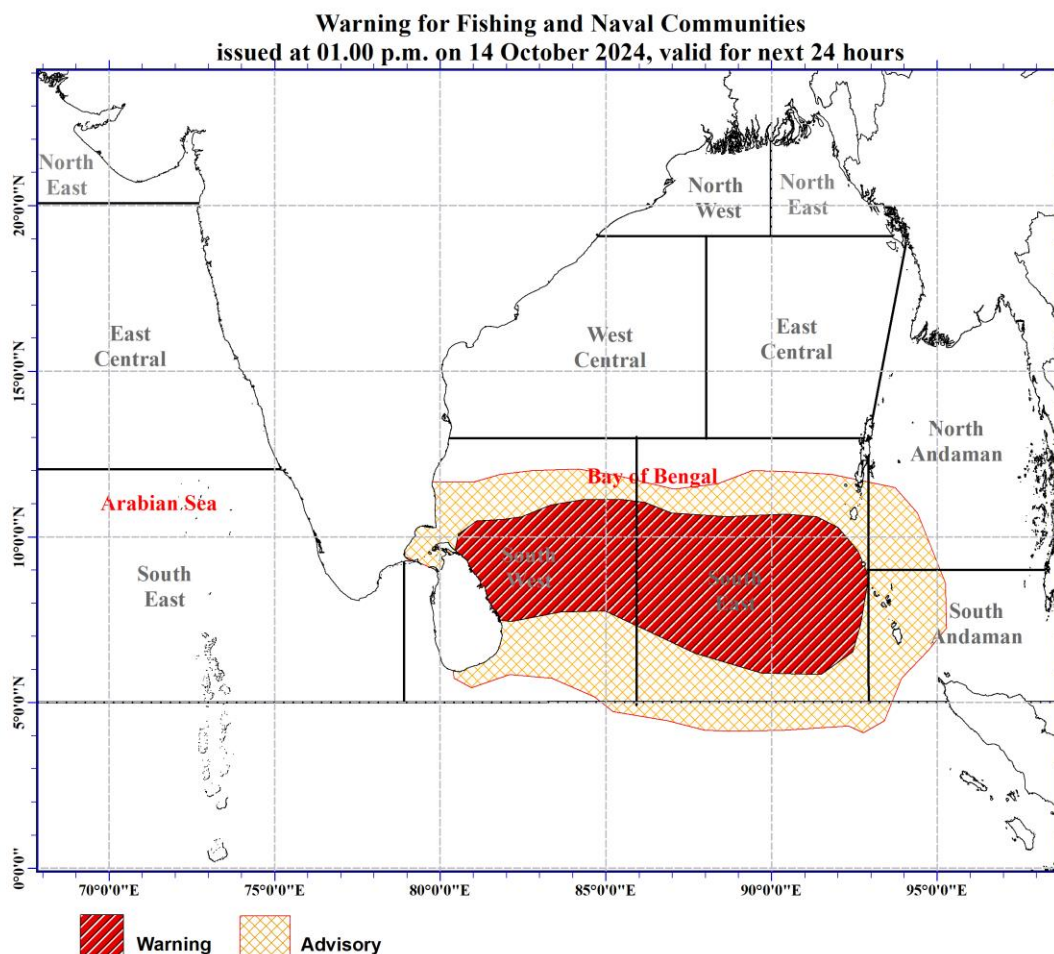 Warning for Fishing and Naval Communities
issued at 01.00 p.m. on 14 October 2024, valid for next 24 hours
North
East
North
West
North
East
20°0'0"N
East
Central
West
Central
East
Central
15°0'0"N
North
Andaman
Arabian Sea
Bay of Bengal
10°0'0"N
South
East
South
West
South
East
South
Andaman
5°0'0"N
0°0'0"
70°0'0"E
75°0'0"E
80°0'0"E
85°0'0"E
90°0'0"E
95°0'0"E
Warning
Advisory